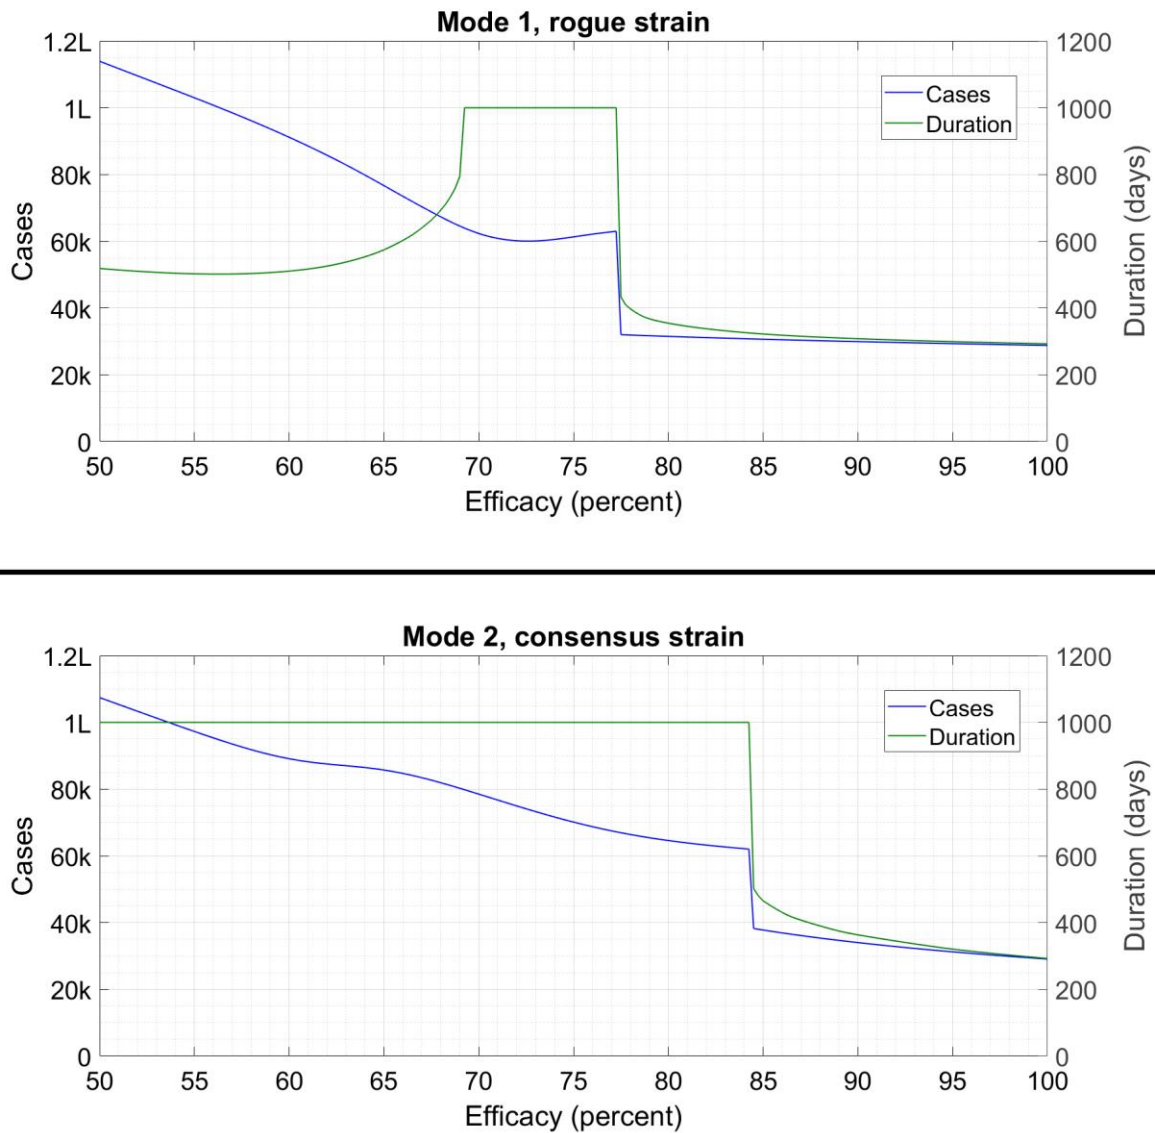 Mode 1, rogue strain
1.2L
1L
80k
60k
40k
20k
0
Cases
1200
1000
800
600
400
200
0
Duration (days)
Cases
Duration
50 55 60 65 70 75 80 85 90 95 100
Efficacy (percent)
Mode 2, consensus strain
1.2L
1L
80k
60k
40k
20k
0
Cases
1200
1000
800
600
400
200
0
Duration (days)
Cases
Duration
50 55 60 65 70 75 80 85 90 95 100
Efficacy (percent)